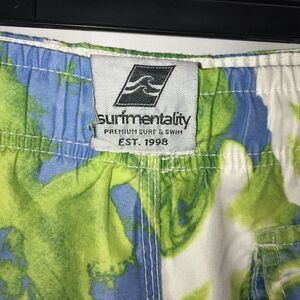 surfmentality
PREMIUM SURF & SWIM
EST. 1998